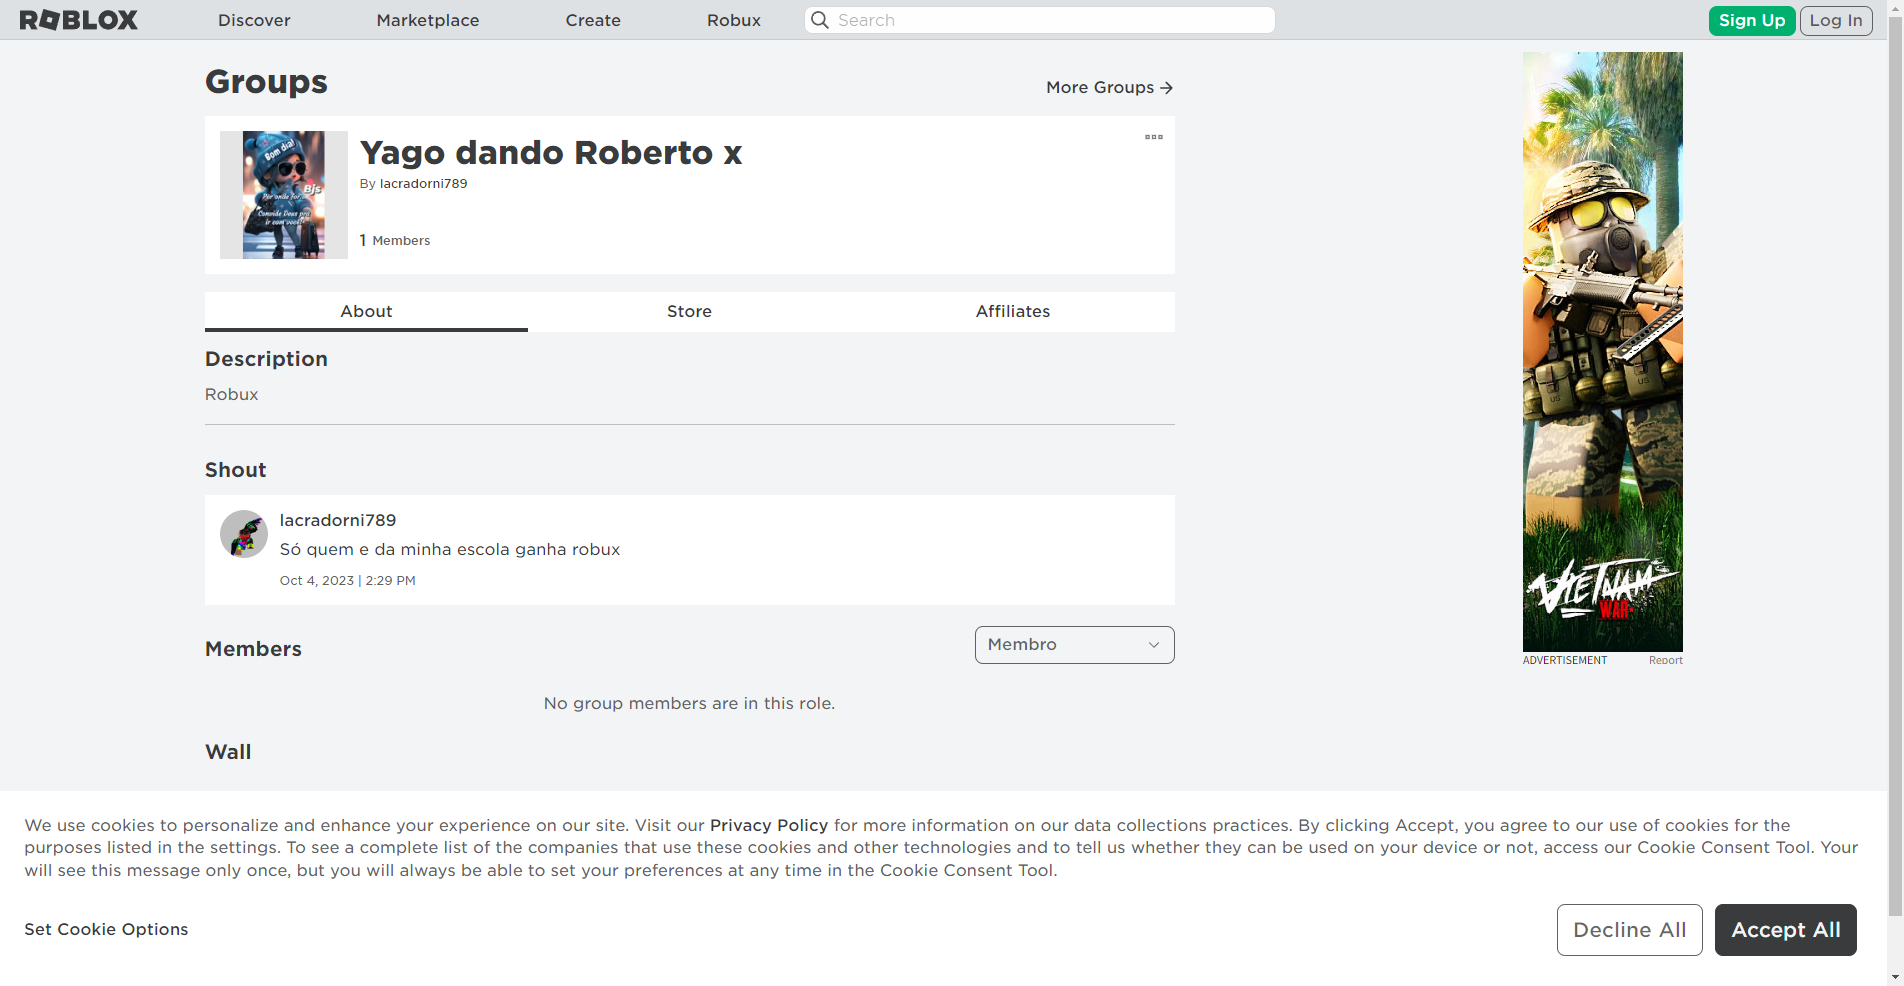 ROBLOX
Discover
Marketplace
Create
Robux
Search
Sign Up
Log In
Groups
More Groups
Bom dia!
Bjs
Por onde for...
Convide Deus pra
ir com você!
Yago dando Roberto x
By lacradorni789
1 Members
About
Store
Affiliates
Description
Robux
Shout
lacradorni789
Só quem e da minha escola ganha robux
Oct 4, 2023 | 2:29 PM
Members
Membro
No group members are in this role.
Wall
US
US
VIETNAM
WAR
ADVERTISEMENT
Report
We use cookies to personalize and enhance your experience on our site. Visit our Privacy Policy for more information on our data collections practices. By clicking Accept, you agree to our use of cookies for the
purposes listed in the settings. To see a complete list of the companies that use these cookies and other technologies and to tell us whether they can be used on your device or not, access our Cookie Consent Tool. Your
will see this message only once, but you will always be able to set your preferences at any time in the Cookie Consent Tool.
Set Cookie Options
Decline All
Accept All